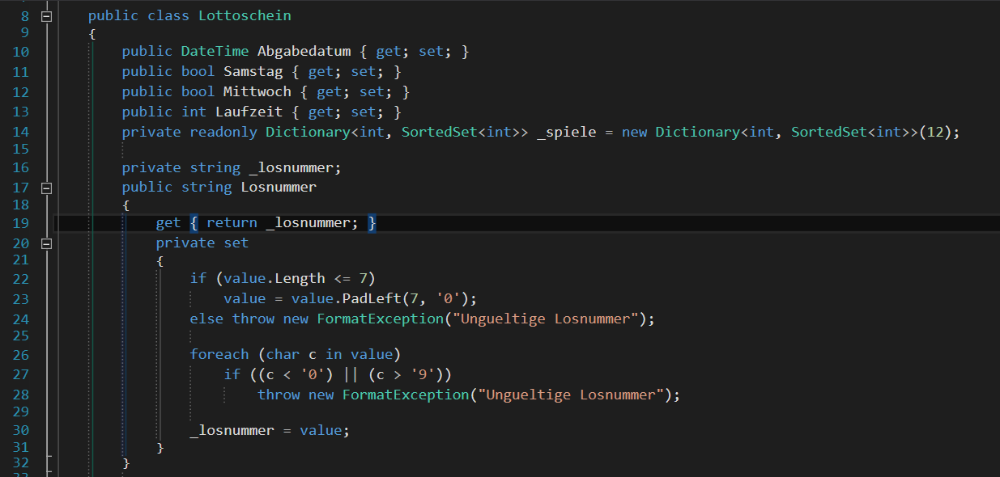 8 public class Lottoschein
9 {
10 public DateTime Abgabedatum { get; set; }
11 public bool Samstag { get; set; }
12 public bool Mittwoch { get; set; }
13 public int Laufzeit { get; set; }
14 private readonly Dictionary<int, SortedSet<int>> _spiele = new Dictionary<int, SortedSet<int>>(12);
15
16 private string _losnummer;
17 public string Losnummer
18 {
19 get { return _losnummer; }
20 private set
21 {
22 if (value.Length <= 7)
23 value = value.PadLeft(7, '0');
24 else throw new FormatException("Ungueltige Losnummer");
25
26 foreach (char c in value)
27 if ((c < '0') || (c > '9'))
28 throw new FormatException("Ungueltige Losnummer");
29
30 _losnummer = value;
31 }
32 }